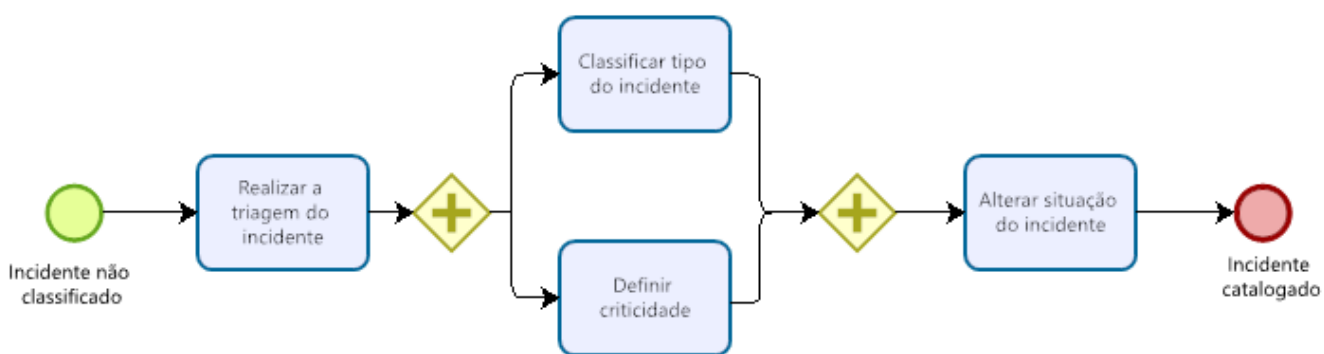 Incidente não
classificado
Realizar a
triagem do
incidente
Classificar tipo
do incidente
Definir
criticidade
Alterar situação
do incidente
Incidente
catalogado